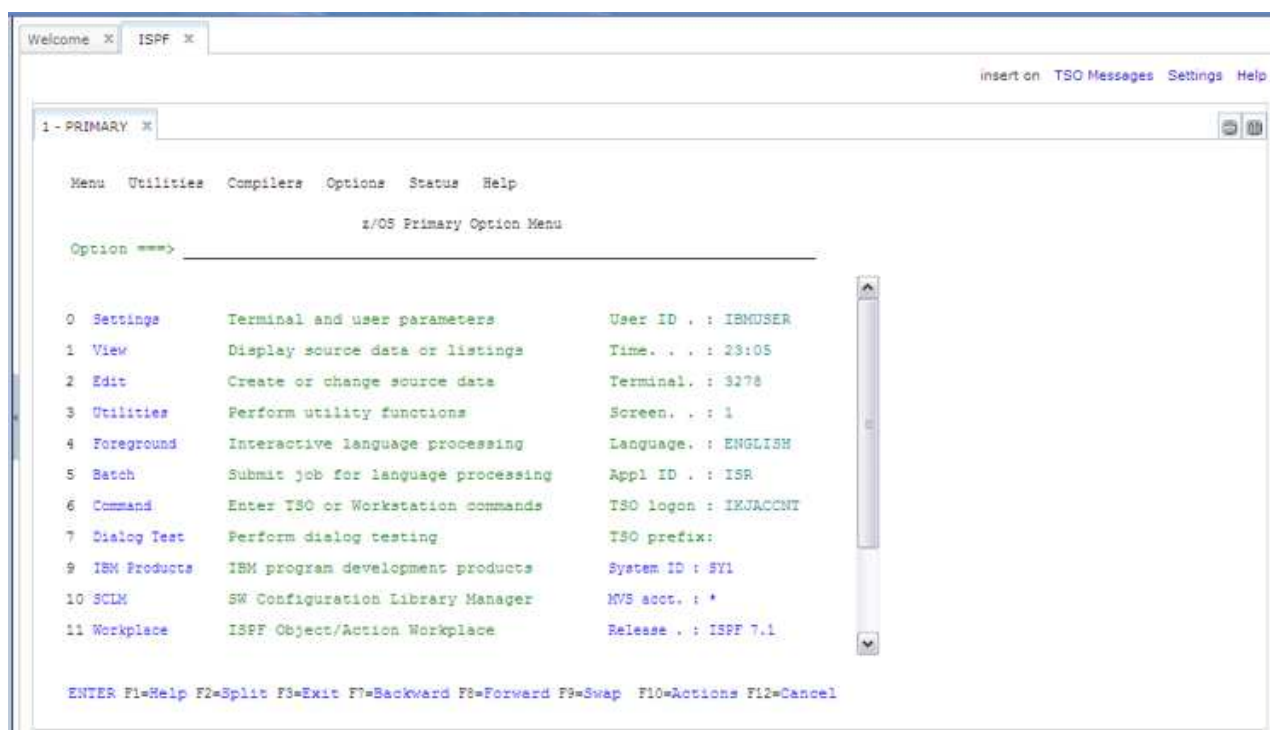 Welcome x ISPF x
insert on TSO Messages Settings Help
1 - PRIMARY x
Menu Utilities Compilers Options Status Help
z/OS Primary Option Menu
Option ===>
0 Settings Terminal and user parameters User ID . : IBMUSER
1 View Display source data or listings Time. . . : 23:05
2 Edit Create or change source data Terminal. : 3278
3 Utilities Perform utility functions Screen. . : 1
4 Foreground Interactive language processing Language. : ENGLISH
5 Batch Submit job for language processing Appl ID . : ISR
6 Command Enter TSO or Workstation commands TSO logon : IKJACCNT
7 Dialog Test Perform dialog testing TSO prefix:
9 IBM Products IBM program development products System ID : SY1
10 SCLM SW Configuration Library Manager MVS acct. : *
11 Workplace ISPF Object/Action Workplace Release . : ISPF 7.1
ENTER F1=Help F2=Split F3=Exit F7=Backward F8=Forward F9=Swap F10=Actions F12=Cancel